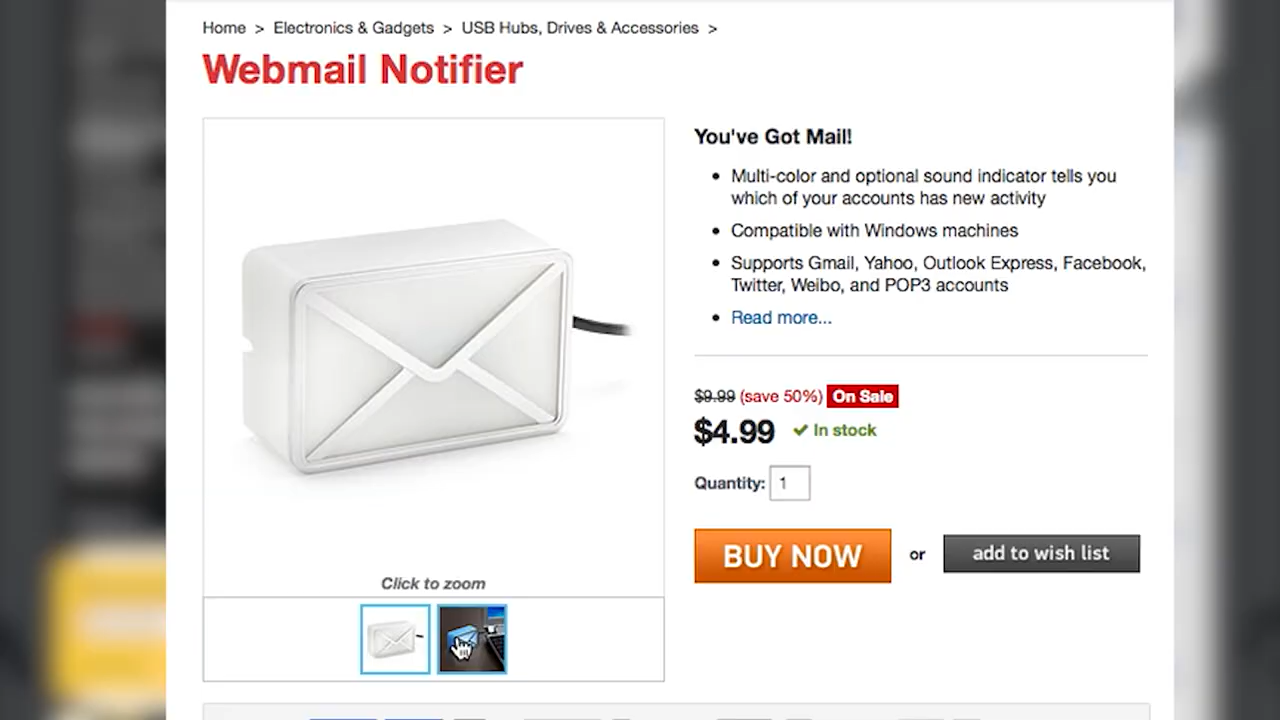 Home > Electronics & Gadgets > USB Hubs, Drives & Accessories >
Webmail Notifier
You've Got Mail!
Multi-color and optional sound indicator tells you
which of your accounts has new activity
Compatible with Windows machines
Supports Gmail, Yahoo, Outlook Express, Facebook,
Twitter, Weibo, and POP3 accounts
Read more...
$9.99 (save 50%) On Sale
$4.99 In stock
Quantity: 1
BUY NOW or add to wish list
Click to zoom